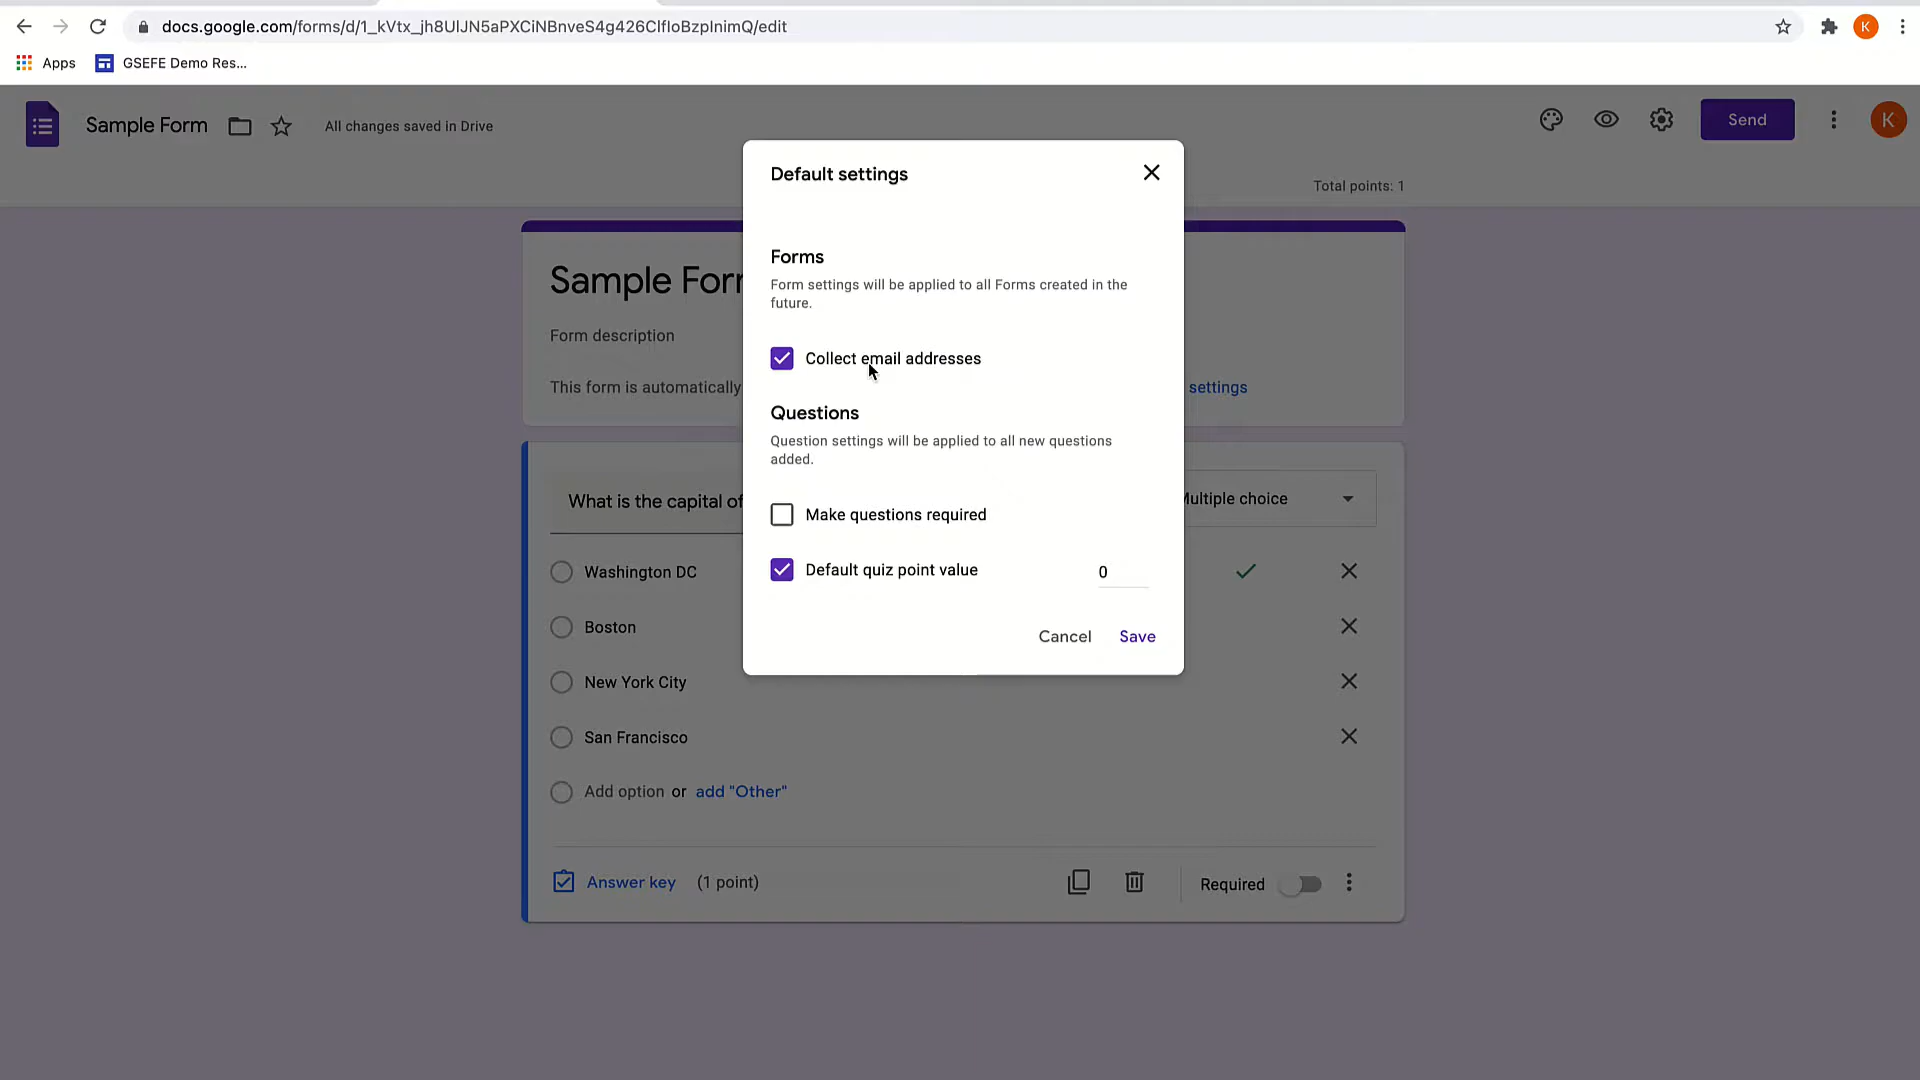 docs.google.com/forms/d/1_kVtx_jh8UlJN5aPXCiNBnveS4g426ClfIoBzpInimQ/edit
K
Apps
GSEFE Demo Res...
Sample Form
All changes saved in Drive
Send
K
Total points: 1
Default settings
Forms
Form settings will be applied to all Forms created in the
future.
Collect email addresses
Questions
Question settings will be applied to all new questions
added.
Make questions required
Default quiz point value
0
Cancel
Save
Sample For
Form description
This form is automatically
settings
What is the capital of
Multiple choice
Washington DC
Boston
New York City
San Francisco
Add option or add "Other"
Answer key (1 point)
Required